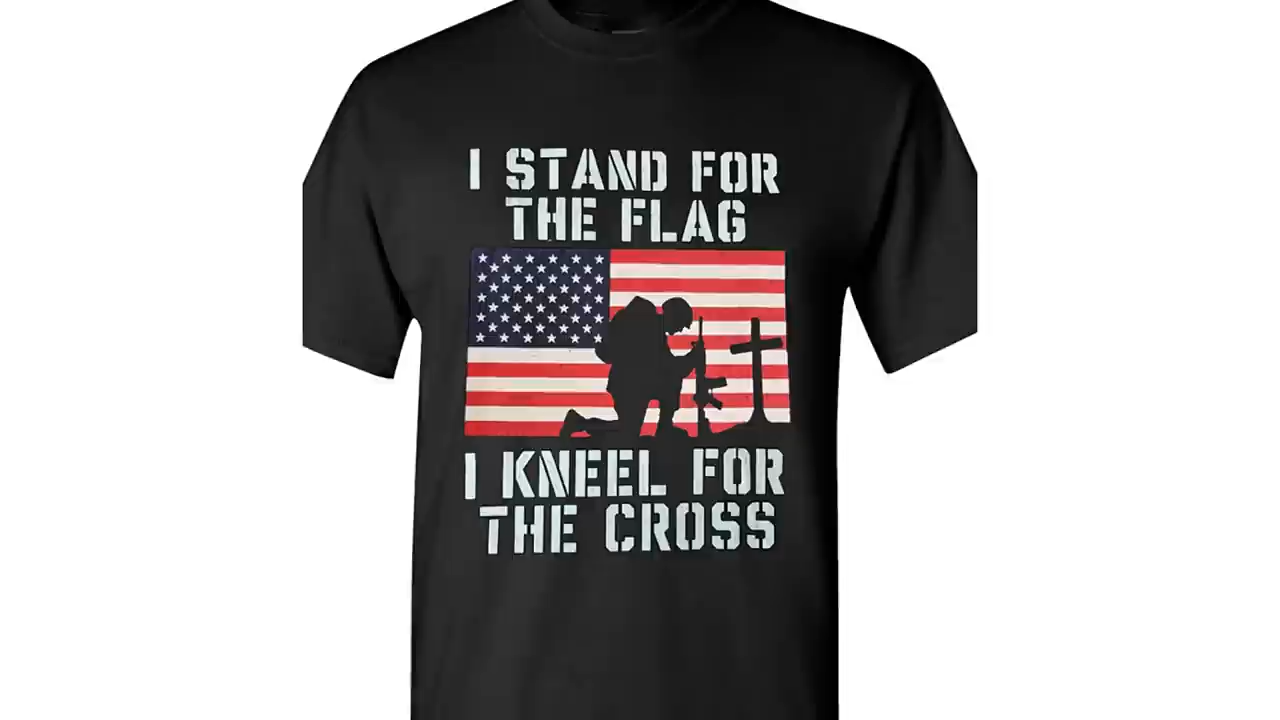 I STAND FOR
THE FLAG
I KNEEL FOR
THE CROSS